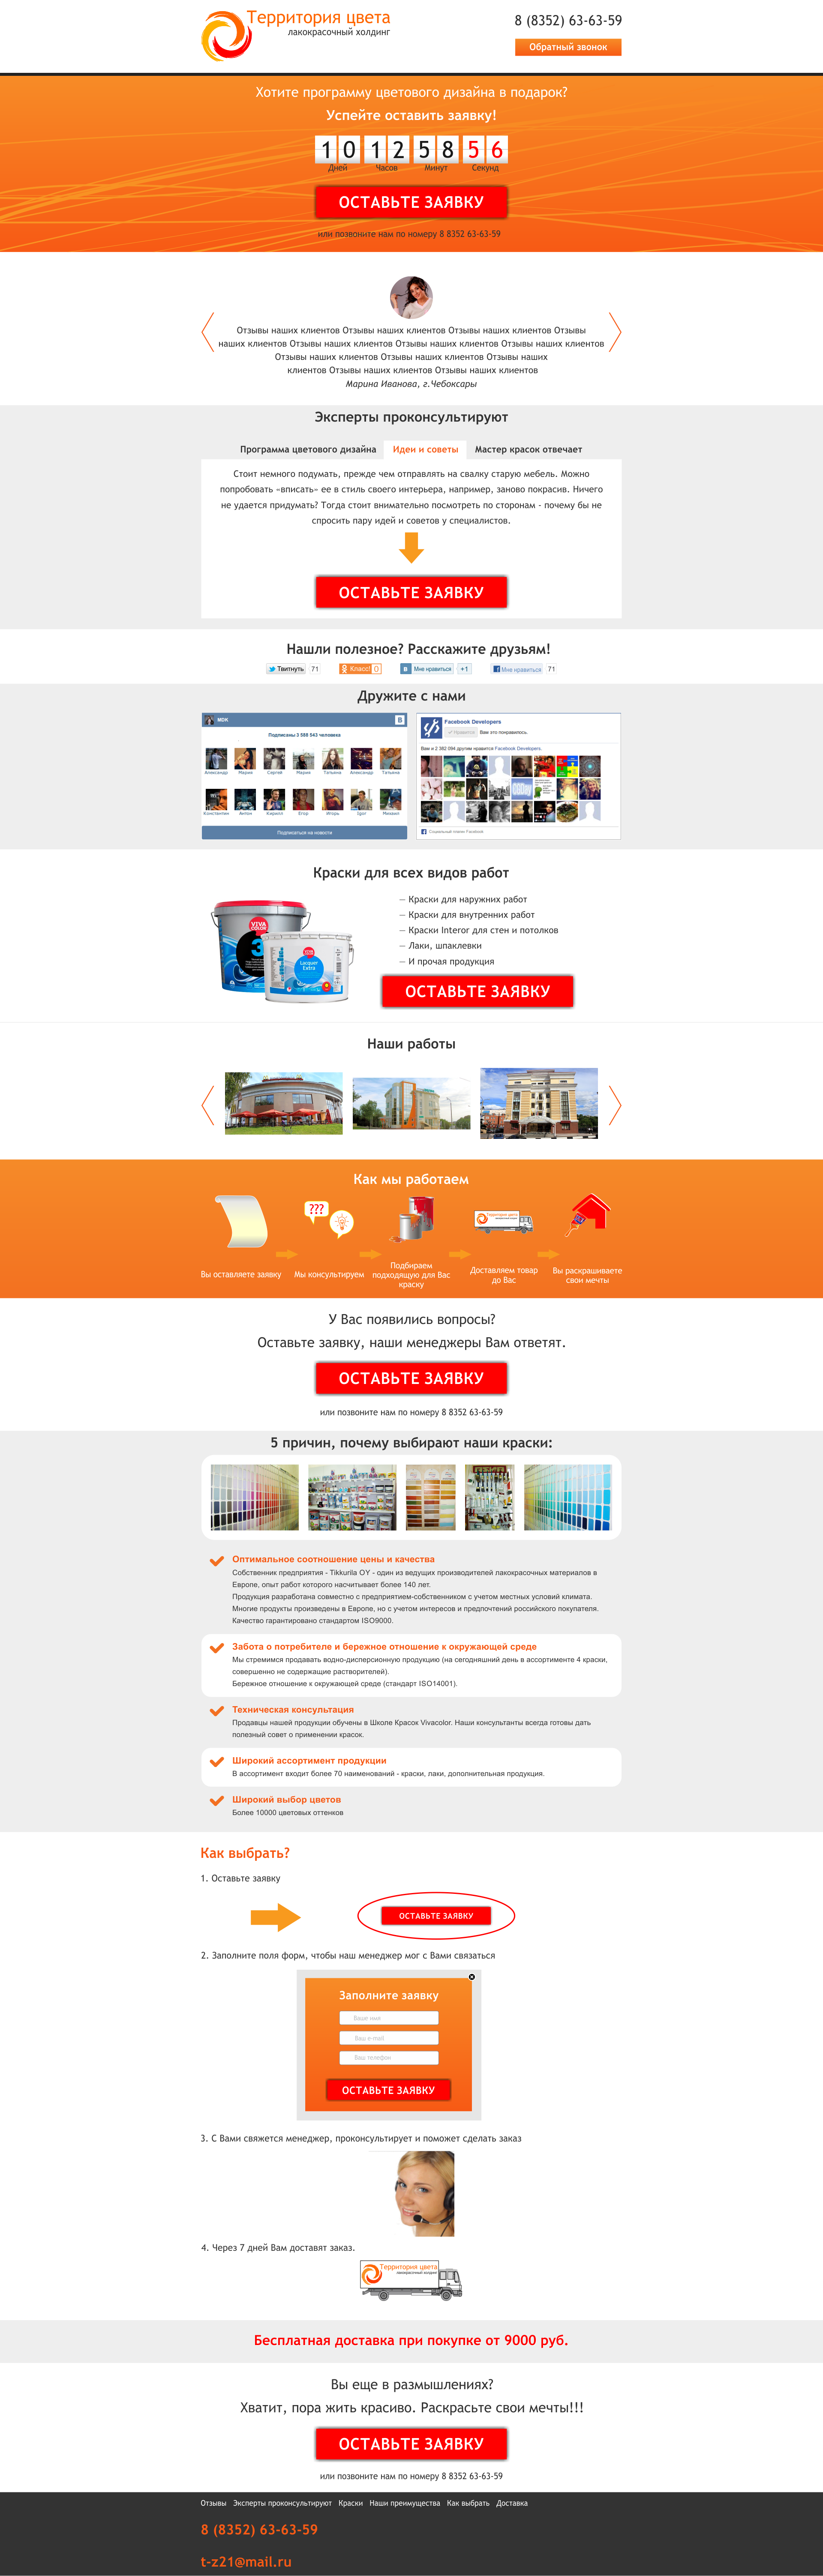 Территория цвета
лакокрасочный холдинг
8 (8352) 63-63-59
Обратный звонок
Хотите программу цветового дизайна в подарок?
Успейте оставить заявку!
10 12 58 56
Дней Часов Минут Секунд
ОСТАВЬТЕ ЗАЯВКУ
или позвоните нам по номеру 8 8352 63-63-59
Отзывы наших клиентов Отзывы наших клиентов Отзывы наших клиентов Отзывы
наших клиентов Отзывы наших клиентов Отзывы наших клиентов Отзывы наших клиентов
Отзывы наших клиентов Отзывы наших клиентов Отзывы наших
клиентов Отзывы наших клиентов Отзывы наших клиентов
Марина Иванова, г.Чебоксары
Эксперты проконсультируют
Программа цветового дизайна Идеи и советы Мастер красок отвечает
Стоит немного подумать, прежде чем отправлять на свалку старую мебель. Можно
попробовать «вписать» ее в стиль своего интерьера, например, заново покрасив. Ничего
не удается придумать? Тогда стоит внимательно посмотреть по сторонам - почему бы не
спросить пару идей и советов у специалистов.
ОСТАВЬТЕ ЗАЯВКУ
Нашли полезное? Расскажите друзьям!
Твитнуть 71 Класс! 0 В Мне нравиться +1 Мне нравиться 71
Дружите с нами
MDK B
Подписаны 3 588 543 человека
Александр Мария Сергей Мария Татьяна Александр Татьяна
Константин Антон Кирилл Егор Игорь Igor Михаил
Подписаться на новости
Facebook Developers
Нравится Вам это понравилось.
Вам и 2 382 094 другим нравится Facebook Developers.
Социальный плагин Facebook
Краски для всех видов работ
VIVA COLOR
3
Lacquer Extra
— Краски для наружних работ
— Краски для внутренних работ
— Краски Interor для стен и потолков
— Лаки, шпаклевки
— И прочая продукция
ОСТАВЬТЕ ЗАЯВКУ
Наши работы
Как мы работаем
???
Территория цвета
Вы оставляете заявку
Мы консультируем
Подбираем
подходящую для Вас
краску
Доставляем товар
до Вас
Вы раскрашиваете
свои мечты
У Вас появились вопросы?
Оставьте заявку, наши менеджеры Вам ответят.
ОСТАВЬТЕ ЗАЯВКУ
или позвоните нам по номеру 8 8352 63-63-59
5 причин, почему выбирают наши краски:
Оптимальное соотношение цены и качества
Собственник предприятия - Tikkurila OY - один из ведущих производителей лакокрасочных материалов в
Европе, опыт работ которого насчитывает более 140 лет.
Продукция разработана совместно с предприятием-собственником с учетом местных условий климата.
Многие продукты произведены в Европе, но с учетом интересов и предпочтений российского покупателя.
Качество гарантировано стандартом ISO9000.
Забота о потребителе и бережное отношение к окружающей среде
Мы стремимся продавать водно-дисперсионную продукцию (на сегодняшний день в ассортименте 4 краски,
совершенно не содержащие растворителей).
Бережное отношение к окружающей среде (стандарт ISO14001).
Техническая консультация
Продавцы нашей продукции обучены в Школе Красок Vivacolor. Наши консультанты всегда готовы дать
полезный совет о применении красок.
Широкий ассортимент продукции
В ассортимент входит более 70 наименований - краски, лаки, дополнительная продукция.
Широкий выбор цветов
Более 10000 цветовых оттенков
Как выбрать?
1. Оставьте заявку
ОСТАВЬТЕ ЗАЯВКУ
2. Заполните поля форм, чтобы наш менеджер мог с Вами связаться
Заполните заявку
Ваше имя
Ваш e-mail
Ваш телефон
ОСТАВЬТЕ ЗАЯВКУ
3. С Вами свяжется менеджер, проконсультирует и поможет сделать заказ
4. Через 7 дней Вам доставят заказ.
Территория цвета
лакокрасочный холдинг
Бесплатная доставка при покупке от 9000 руб.
Вы еще в размышлениях?
Хватит, пора жить красиво. Раскрасьте свои мечты!!!
ОСТАВЬТЕ ЗАЯВКУ
или позвоните нам по номеру 8 8352 63-63-59
Отзывы Эксперты проконсультируют Краски Наши преимущества Как выбрать Доставка
8 (8352) 63-63-59
t-z21@mail.ru